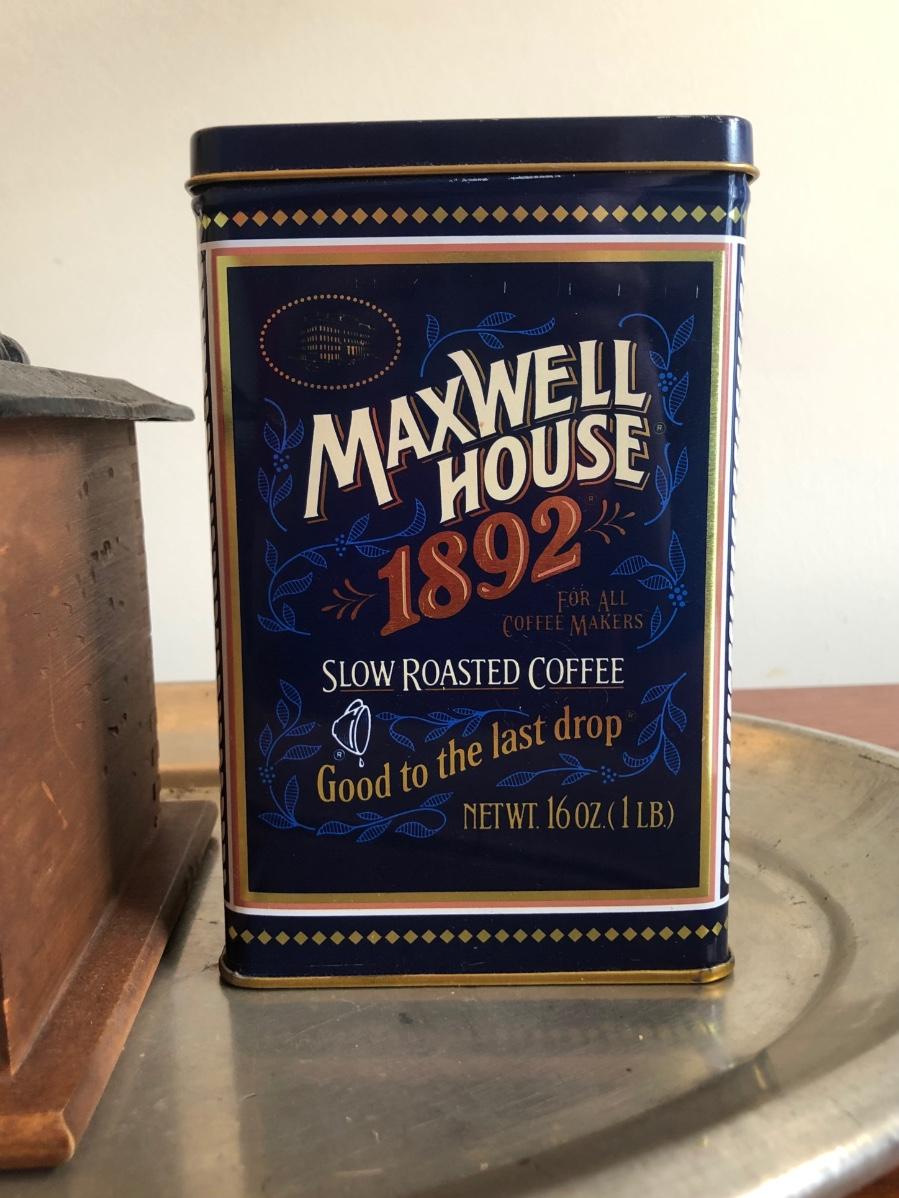 MAXWELL
HOUSE®
1892®
FOR ALL
COFFEE MAKERS
SLOW ROASTED COFFEE
®
Good to the last drop®
NET WT. 16 OZ. (1 LB.)